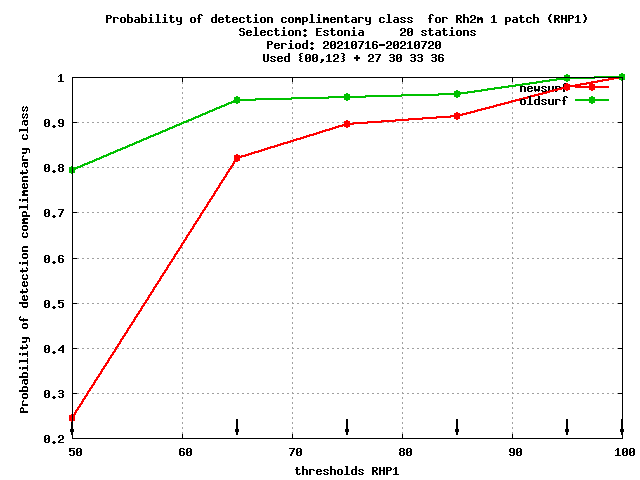 Probability of detection complimentary class  for Rh2m 1 patch (RHP1)
Selection: Estonia     20 stations
Period: 20210716-20210720
Used {00,12} + 27 30 33 36
Probability of detection complimentary class
1
0.9
0.8
0.7
0.6
0.5
0.4
0.3
0.2
newsurf
oldsurf
50 60 70 80 90 100
thresholds RHP1